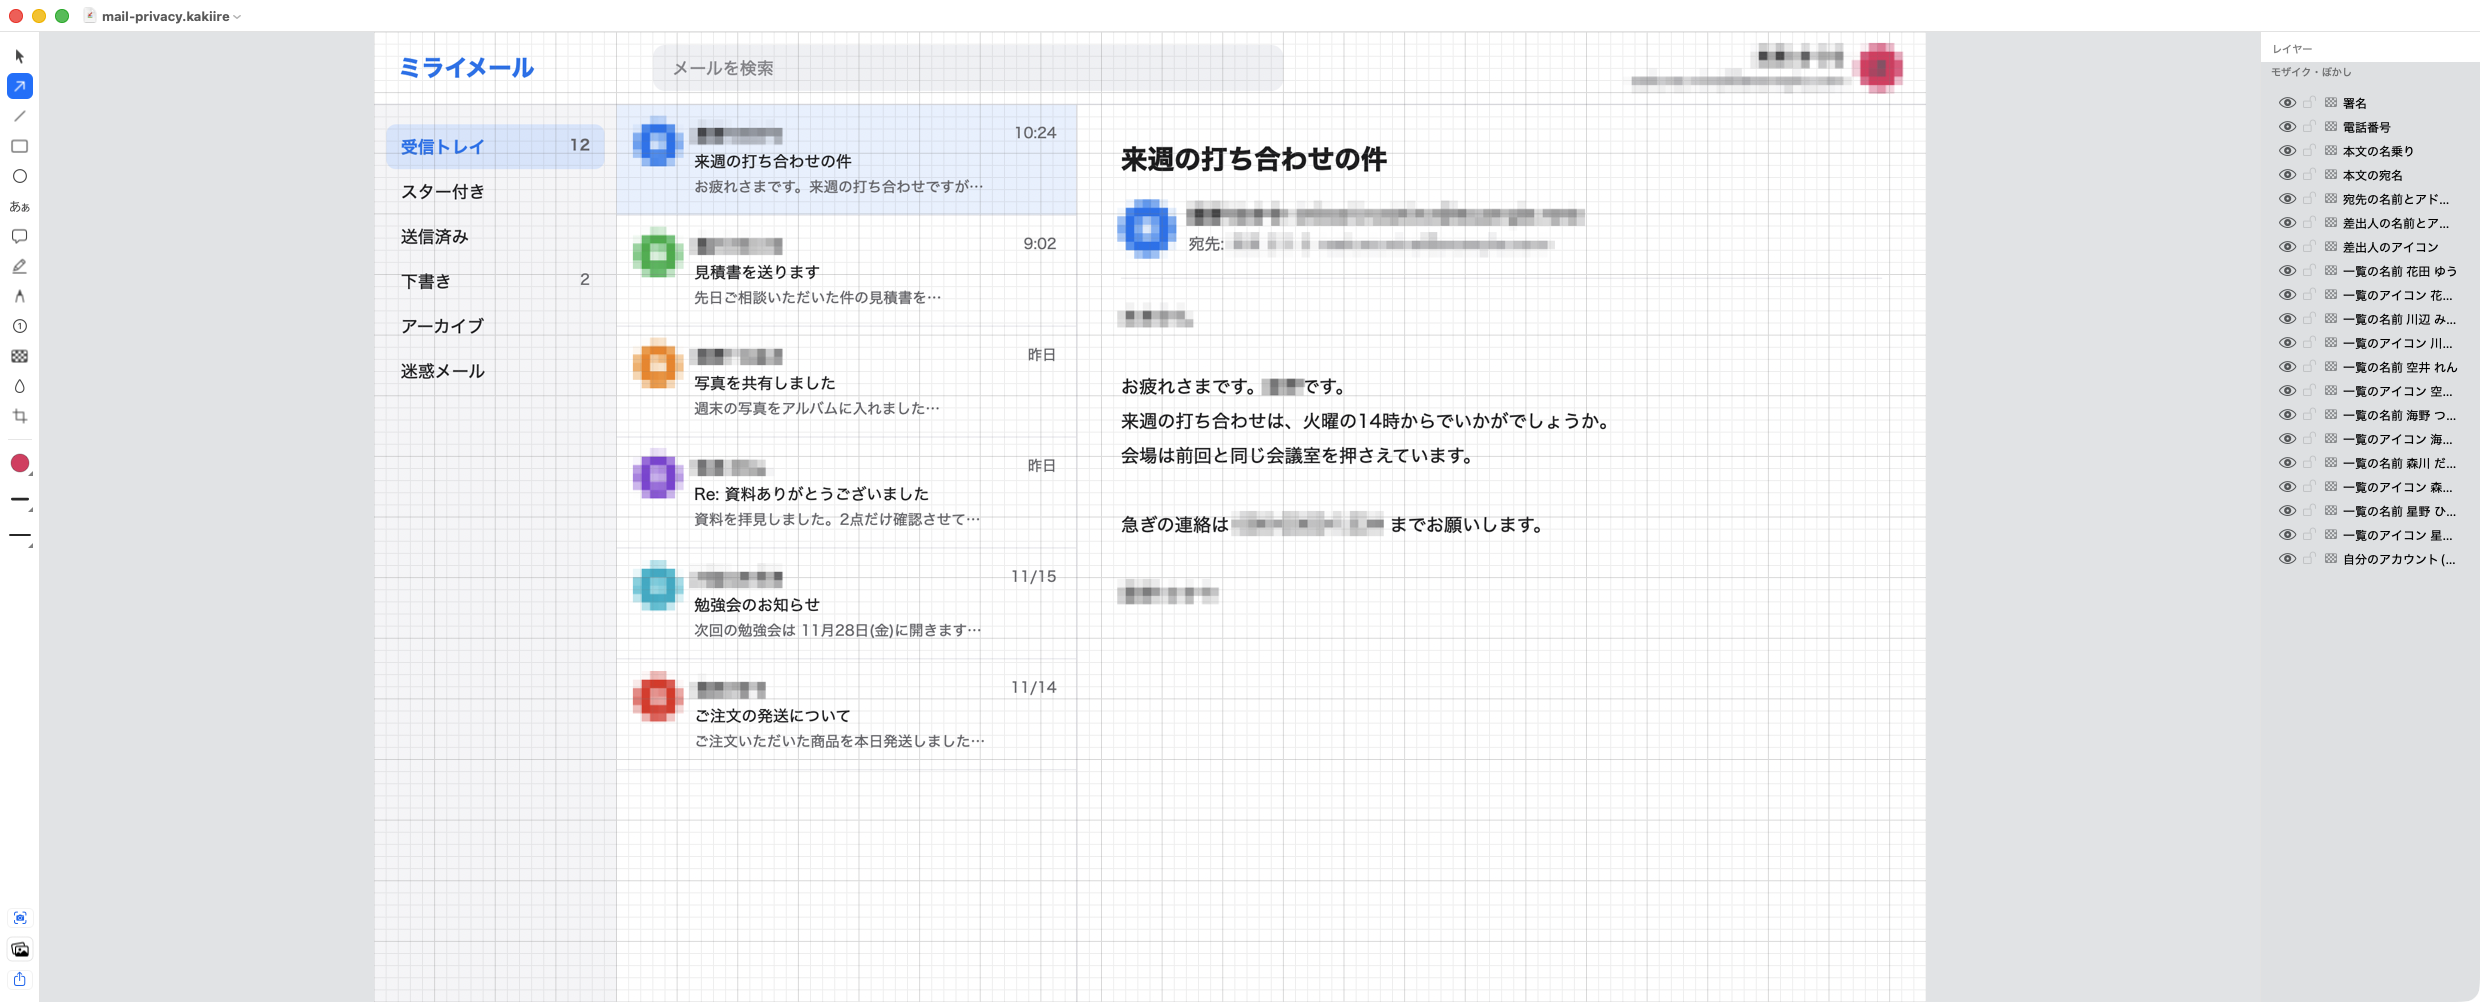 mail-privacy.kakiire
ミライメール
メールを検索
受信トレイ 12
スター付き
送信済み
下書き 2
アーカイブ
迷惑メール
10:24
来週の打ち合わせの件
お疲れさまです。来週の打ち合わせですが…
9:02
見積書を送ります
先日ご相談いただいた件の見積書を…
昨日
写真を共有しました
週末の写真をアルバムに入れました…
昨日
Re: 資料ありがとうございました
資料を拝見しました。2点だけ確認させて…
11/15
勉強会のお知らせ
次回の勉強会は 11月28日(金)に開きます…
11/14
ご注文の発送について
ご注文いただいた商品を本日発送しました…
来週の打ち合わせの件
宛先:
お疲れさまです。 です。
来週の打ち合わせは、火曜の14時からでいかがでしょうか。
会場は前回と同じ会議室を押さえています。
急ぎの連絡は までお願いします。
あぁ
1
レイヤー
モザイク・ぼかし
署名
電話番号
本文の名乗り
本文の宛名
宛先の名前とアド…
差出人の名前とア…
差出人のアイコン
一覧の名前 花田 ゆう
一覧のアイコン 花…
一覧の名前 川辺 み…
一覧のアイコン 川…
一覧の名前 空井 れん
一覧のアイコン 空…
一覧の名前 海野 つ…
一覧のアイコン 海…
一覧の名前 森川 だ…
一覧のアイコン 森…
一覧の名前 星野 ひ…
一覧のアイコン 星…
自分のアカウント (…